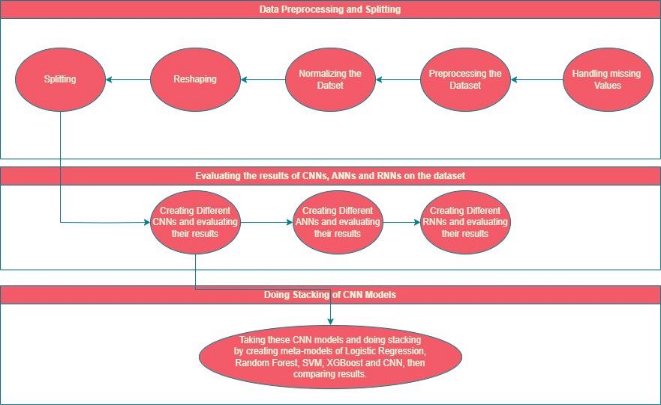 Data Preprocessing and Splitting
Splitting
Reshaping
Normalizing the
Datset
Preprocessing the
Dataset
Handling missing
Values
Evaluating the results of CNNs, ANNs and RNNs on the dataset
Creating Different
CNNs and evaluating
their results
Creating Different
ANNs and evaluating
their results
Creating Different
RNNs and evaluating
their results
Doing Stacking of CNN Models
Taking these CNN models and doing stacking
by creating meta-models of Logistic Regression,
Random Forest, SVM, XGBoost and CNN, then
comparing results.